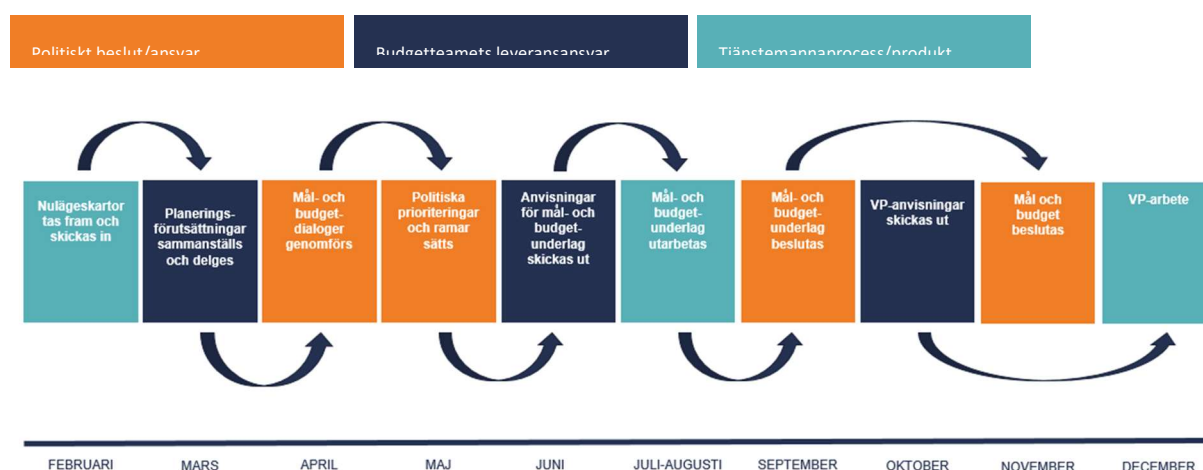 Politiskt beslut/ansvar
Budgetteamets leveransansvar
Tjänstemannaprocess/produkt
Nulägeskartor
tas fram och
skickas in
Planerings-
förutsättningar
sammanställs
och delges
Mål- och
budget-
dialoger
genomförs
Politiska
prioriteringar
och ramar
sätts
Anvisningar
för mål- och
budget-
underlag
skickas ut
Mål- och
budget-
underlag
utarbetas
Mål- och
budget-
underlag
beslutas
VP-anvisningar
skickas ut
Mål och
budget
beslutas
VP-arbete
FEBRUARI
MARS
APRIL
MAJ
JUNI
JULI-AUGUSTI
SEPTEMBER
OKTOBER
NOVEMBER
DECEMBER